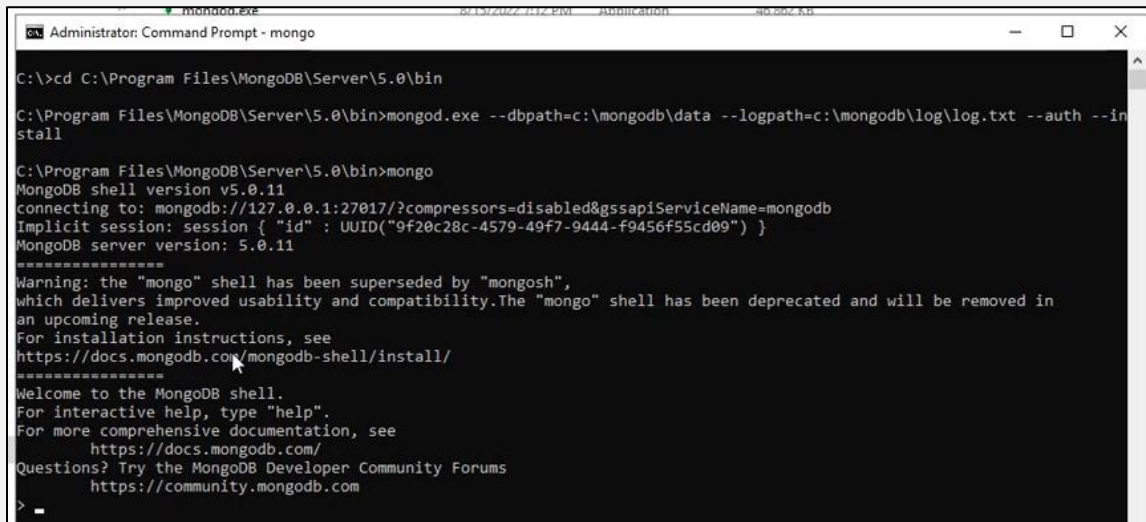 mongod.exe 8/15/2022 7:12 PM Application 46,862 KB
Administrator: Command Prompt - mongo
C:\>cd C:\Program Files\MongoDB\Server\5.0\bin
C:\Program Files\MongoDB\Server\5.0\bin>mongod.exe --dbpath=c:\mongodb\data --logpath=c:\mongodb\log\log.txt --auth --in
stall
C:\Program Files\MongoDB\Server\5.0\bin>mongo
MongoDB shell version v5.0.11
connecting to: mongodb://127.0.0.1:27017/?compressors=disabled&gssapiServiceName=mongodb
Implicit session: session { "id" : UUID("9f20c28c-4579-49f7-9444-f9456f55cd09") }
MongoDB server version: 5.0.11
================
Warning: the "mongo" shell has been superseded by "mongosh",
which delivers improved usability and compatibility.The "mongo" shell has been deprecated and will be removed in
an upcoming release.
For installation instructions, see
https://docs.mongodb.com/mongodb-shell/install/
================
Welcome to the MongoDB shell.
For interactive help, type "help".
For more comprehensive documentation, see
https://docs.mongodb.com/
Questions? Try the MongoDB Developer Community Forums
https://community.mongodb.com
>